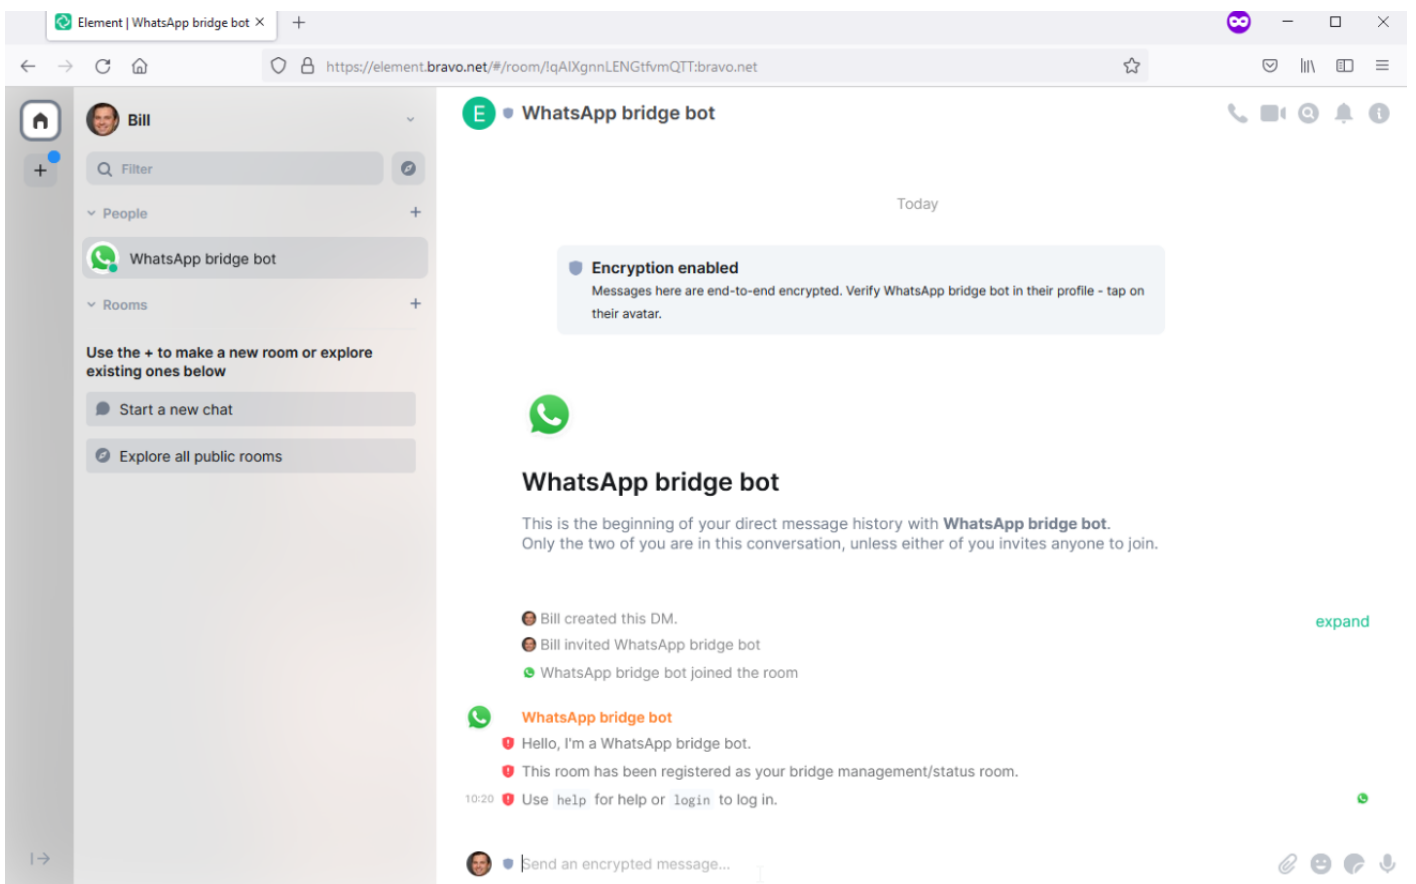 Element | WhatsApp bridge bot
https://element.bravo.net/#/room/!qAlXgnnLENGtfvmQTT:bravo.net
Bill
Filter
People
WhatsApp bridge bot
Rooms
Use the + to make a new room or explore
existing ones below
Start a new chat
Explore all public rooms
E
WhatsApp bridge bot
Today
Encryption enabled
Messages here are end-to-end encrypted. Verify WhatsApp bridge bot in their profile - tap on
their avatar.
WhatsApp bridge bot
This is the beginning of your direct message history with WhatsApp bridge bot.
Only the two of you are in this conversation, unless either of you invites anyone to join.
Bill created this DM.
expand
Bill invited WhatsApp bridge bot
WhatsApp bridge bot joined the room
WhatsApp bridge bot
Hello, I'm a WhatsApp bridge bot.
This room has been registered as your bridge management/status room.
10:20 Use help for help or login to log in.
Send an encrypted message...